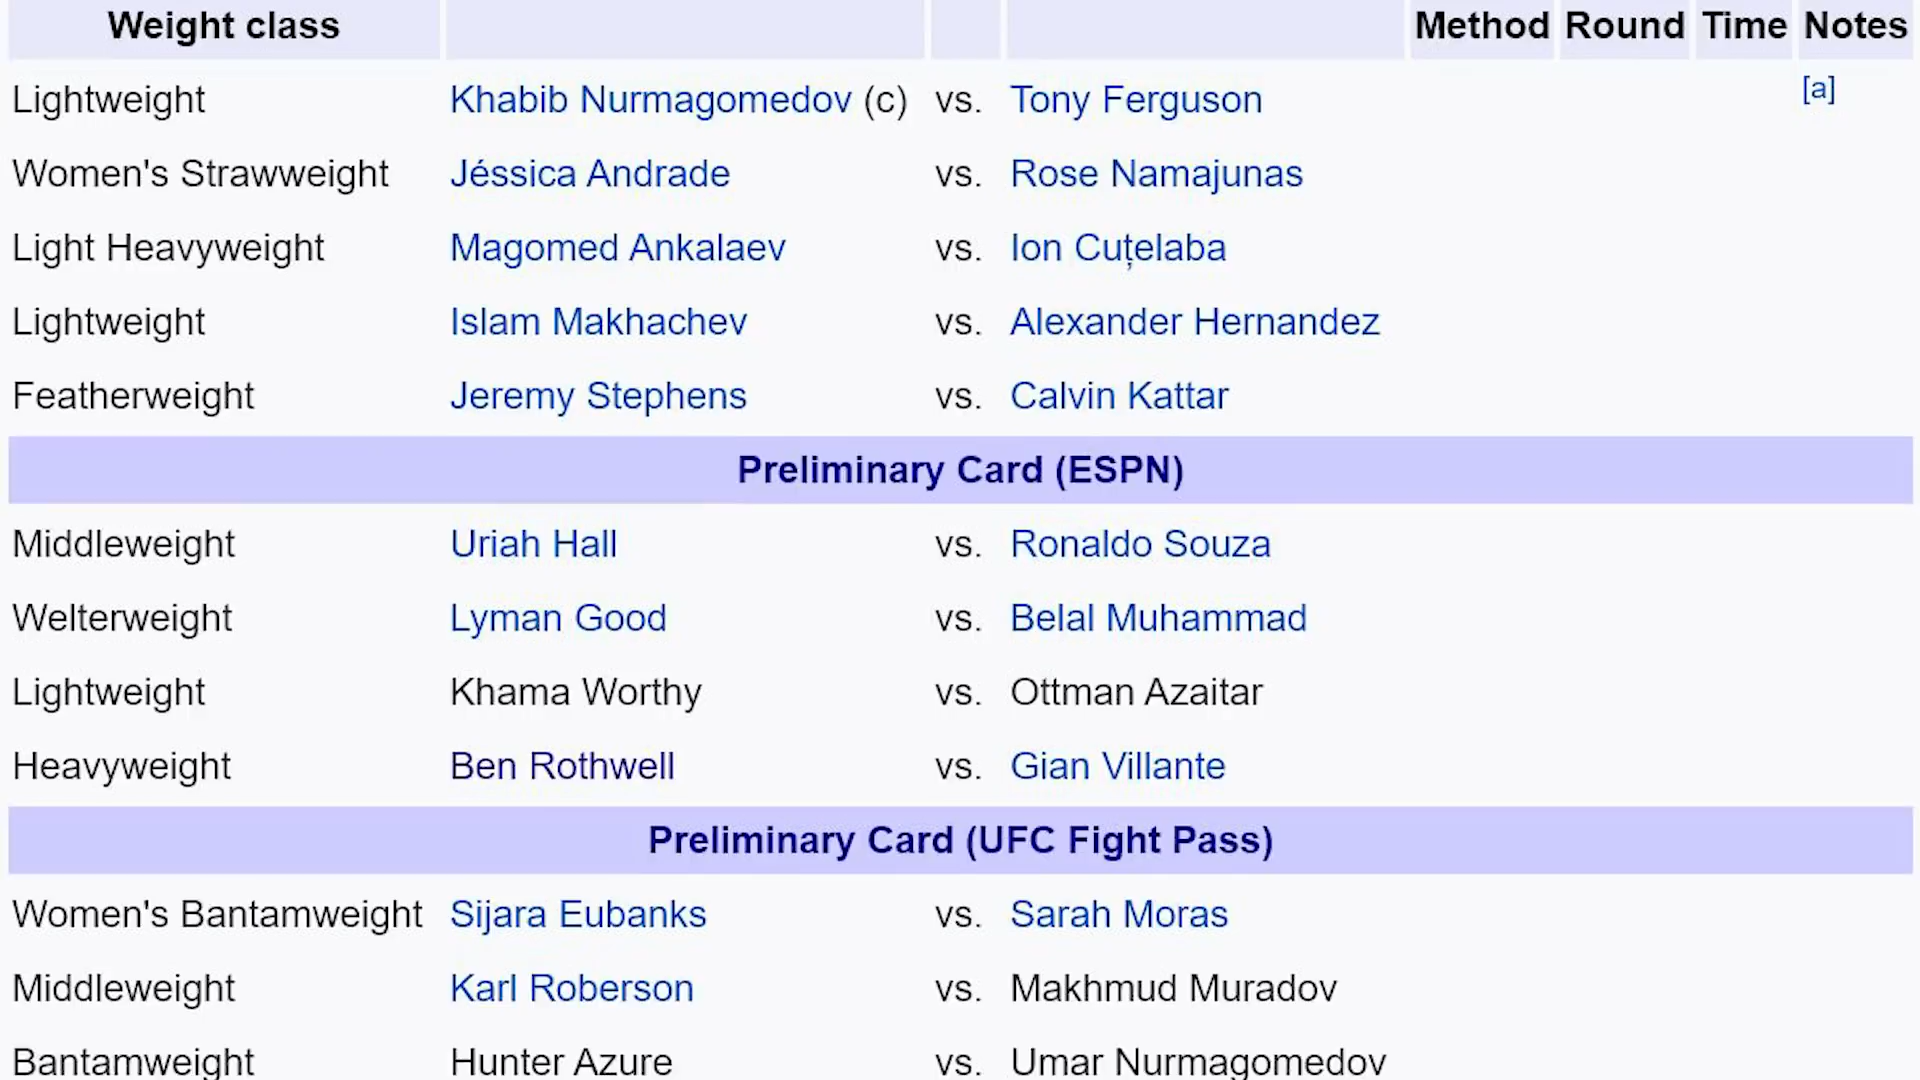 Weight class Method Round Time Notes
Lightweight Khabib Nurmagomedov (c) vs. Tony Ferguson [a]
Women's Strawweight Jéssica Andrade vs. Rose Namajunas
Light Heavyweight Magomed Ankalaev vs. Ion Cuțelaba
Lightweight Islam Makhachev vs. Alexander Hernandez
Featherweight Jeremy Stephens vs. Calvin Kattar
Preliminary Card (ESPN)
Middleweight Uriah Hall vs. Ronaldo Souza
Welterweight Lyman Good vs. Belal Muhammad
Lightweight Khama Worthy vs. Ottman Azaitar
Heavyweight Ben Rothwell vs. Gian Villante
Preliminary Card (UFC Fight Pass)
Women's Bantamweight Sijara Eubanks vs. Sarah Moras
Middleweight Karl Roberson vs. Makhmud Muradov
Bantamweight Hunter Azure vs. Umar Nurmagomedov